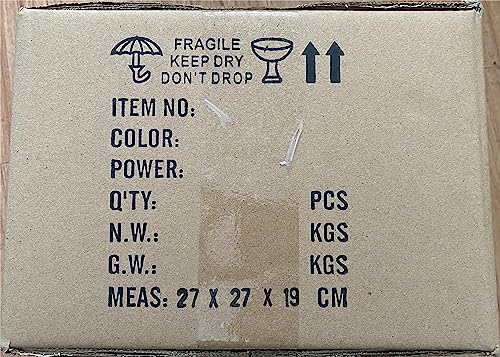 FRAGILE
KEEP DRY
DON'T DROP
ITEM NO:
COLOR:
POWER:
Q'TY: PCS
N.W.: KGS
G.W.: KGS
MEAS: 27 X 27 X 19 CM